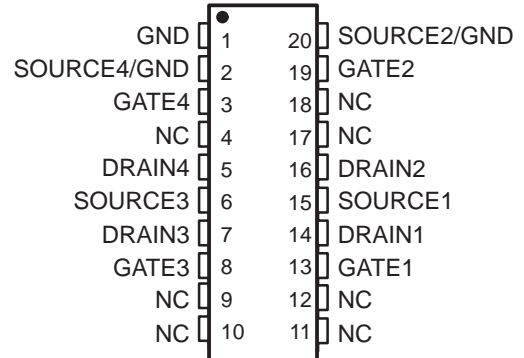 GND 1 20 SOURCE2/GND
SOURCE4/GND 2 19 GATE2
GATE4 3 18 NC
NC 4 17 NC
DRAIN4 5 16 DRAIN2
SOURCE3 6 15 SOURCE1
DRAIN3 7 14 DRAIN1
GATE3 8 13 GATE1
NC 9 12 NC
NC 10 11 NC